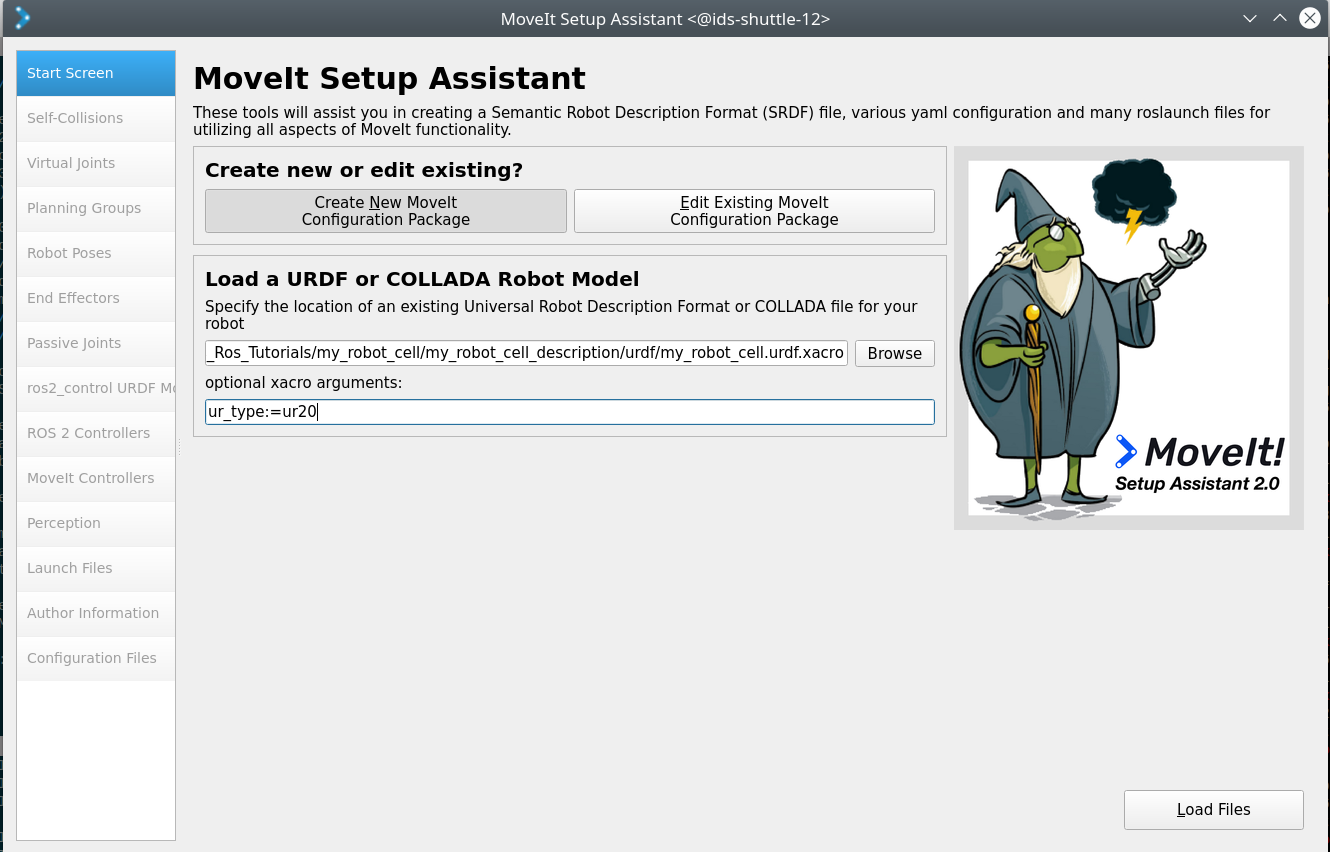 MoveIt Setup Assistant <@ids-shuttle-12>
Start Screen
Self-Collisions
Virtual Joints
Planning Groups
Robot Poses
End Effectors
Passive Joints
ros2_control URDF Mo
ROS 2 Controllers
MoveIt Controllers
Perception
Launch Files
Author Information
Configuration Files
MoveIt Setup Assistant
These tools will assist you in creating a Semantic Robot Description Format (SRDF) file, various yaml configuration and many roslaunch files for
utilizing all aspects of MoveIt functionality.
Create new or edit existing?
Create New MoveIt
Configuration Package
Edit Existing MoveIt
Configuration Package
Load a URDF or COLLADA Robot Model
Specify the location of an existing Universal Robot Description Format or COLLADA file for your
robot
_Ros_Tutorials/my_robot_cell/my_robot_cell_description/urdf/my_robot_cell.urdf.xacro
Browse
optional xacro arguments:
ur_type:=ur20
MoveIt!
Setup Assistant 2.0
Load Files